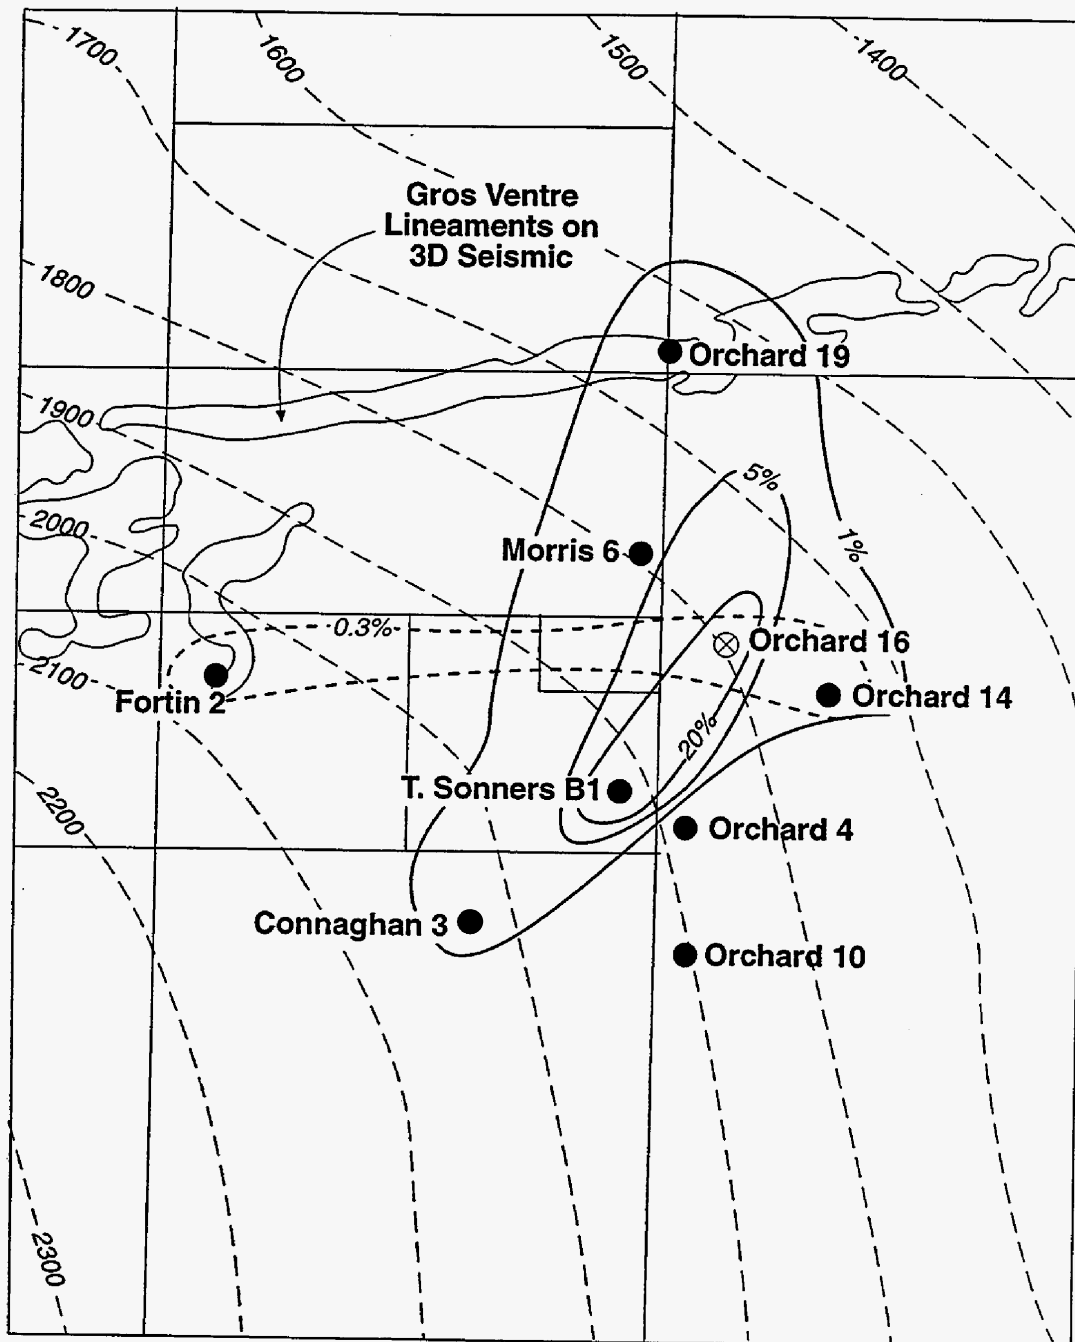 1700
1600
1500
1400
Gros Ventre
Lineaments on
3D Seismic
1800
Orchard 19
1900
5%
2000
Morris 6
1%
0.3%
Orchard 16
2100
Fortin 2
Orchard 14
20%
T. Sonners B1
2200
Orchard 4
Connaghan 3
Orchard 10
2300